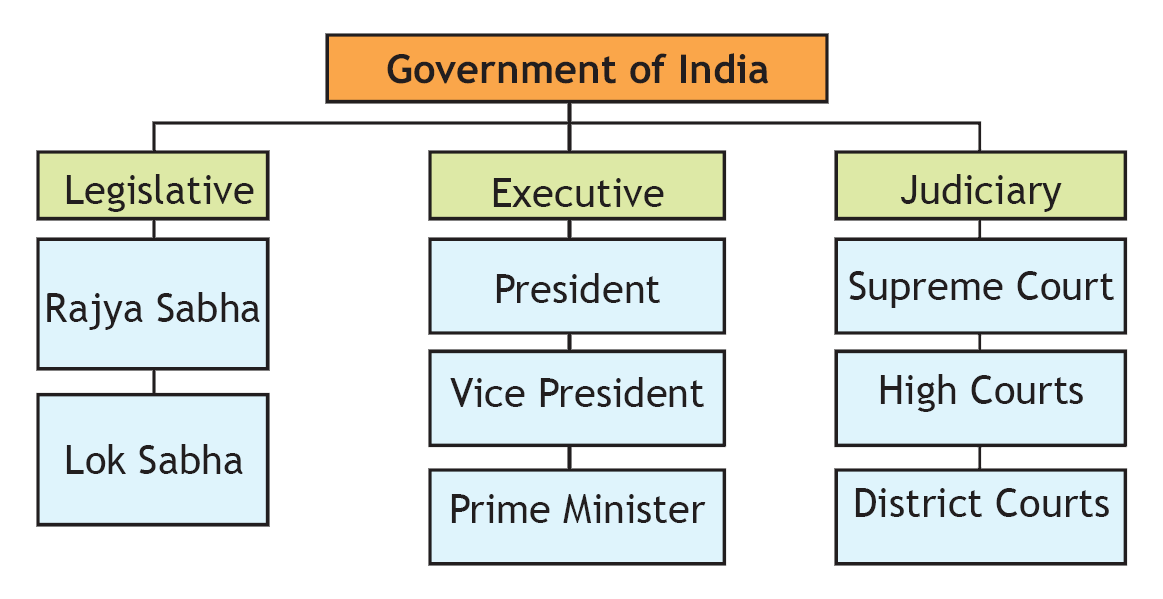 Government of India
Legislative
Rajya Sabha
Lok Sabha
Executive
President
Vice President
Prime Minister
Judiciary
Supreme Court
High Courts
District Courts